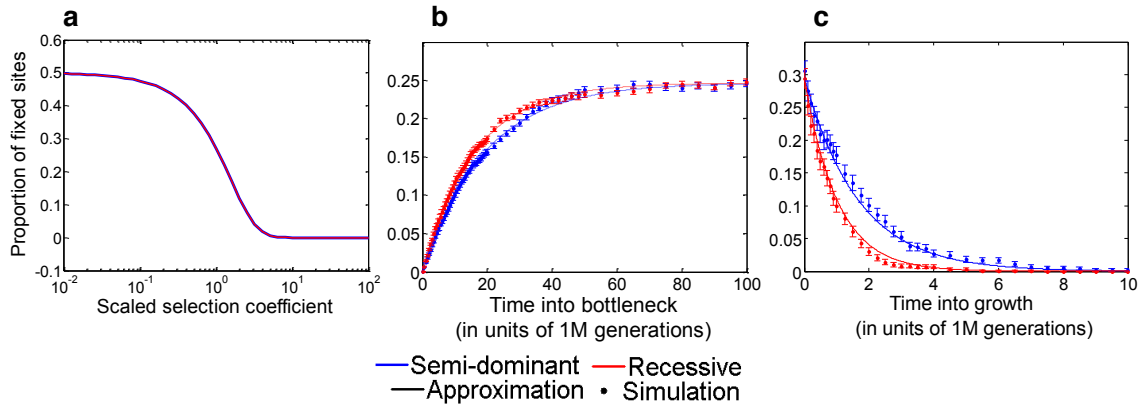 a
b
c
Proportion of fixed sites
0.6
0.5
0.4
0.3
0.2
0.1
0
-0.1
10^-2
10^-1
10^0
10^1
10^2
Scaled selection coefficient
0.25
0.2
0.15
0.1
0.05
0
0
20
40
60
80
100
Time into bottleneck
(in units of 1M generations)
0.3
0.25
0.2
0.15
0.1
0.05
0
0
2
4
6
8
10
Time into growth
(in units of 1M generations)
Semi-dominant
Recessive
Approximation
Simulation